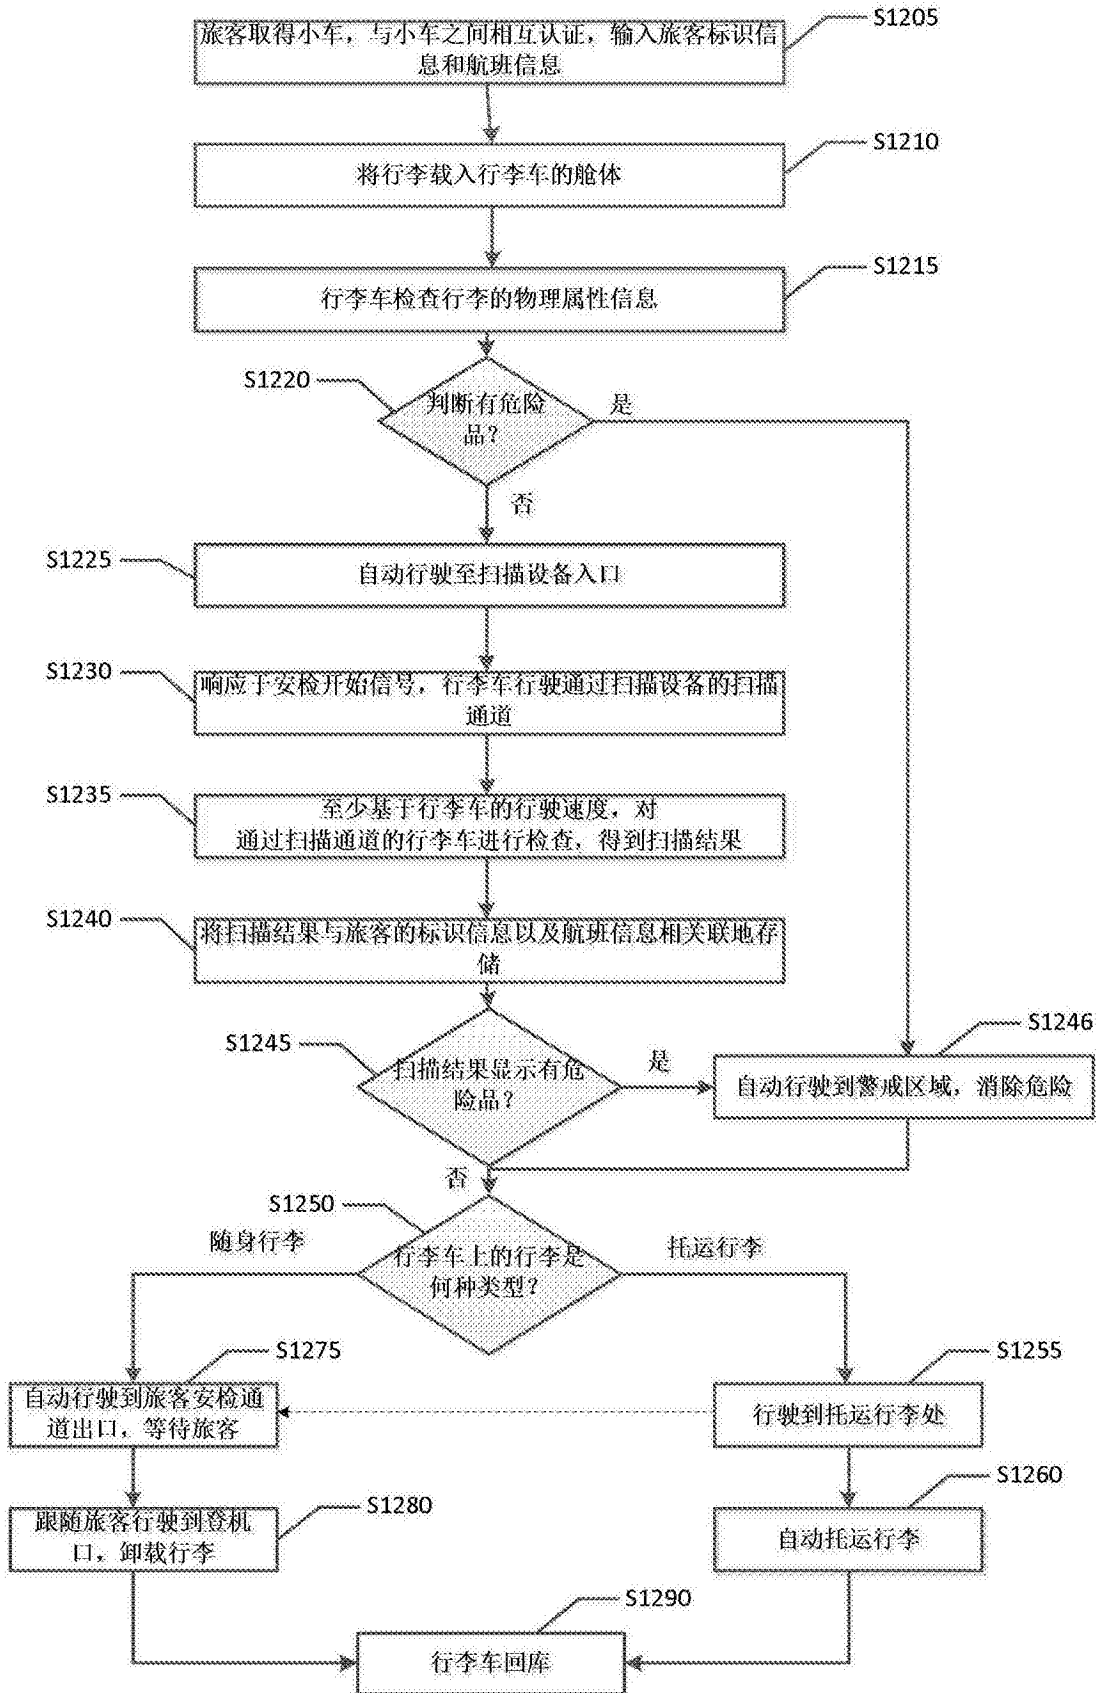 S1205
旅客取得小车，与小车之间相互认证，输入旅客标识信
息和航班信息
S1210
将行李载入行李车的舱体
S1215
行李车检查行李的物理属性信息
S1220
判断有危险
品？
是
否
S1225
自动行驶至扫描设备入口
S1230
响应于安检开始信号，行李车行驶通过扫描设备的扫描
通道
S1235
至少基于行李车的行驶速度，对
通过扫描通道的行李车进行检查，得到扫描结果
S1240
将扫描结果与旅客的标识信息以及航班信息相关联地存
储
S1245
扫描结果显示有危
险品？
是
S1246
自动行驶到警戒区域，消除危险
否
S1250
行李车上的行李是
何种类型？
随身行李
托运行李
S1275
自动行驶到旅客安检通
道出口，等待旅客
S1255
行驶到托运行李处
S1280
跟随旅客行驶到登机
口，卸载行李
S1260
自动托运行李
S1290
行李车回库